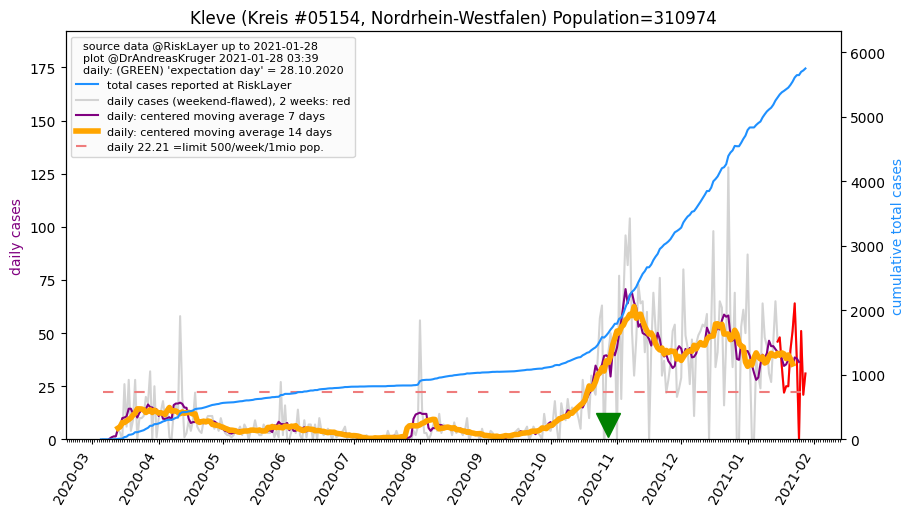 Kleve (Kreis #05154, Nordrhein-Westfalen) Population=310974
source data @RiskLayer up to 2021-01-28
plot @DrAndreasKruger 2021-01-28 03:39
daily: (GREEN) 'expectation day' = 28.10.2020
total cases reported at RiskLayer
daily cases (weekend-flawed), 2 weeks: red
daily: centered moving average 7 days
daily: centered moving average 14 days
daily 22.21 =limit 500/week/1mio pop.
daily cases
175
150
125
100
75
50
25
0
cumulative total cases
6000
5000
4000
3000
2000
1000
0
2020-03
2020-04
2020-05
2020-06
2020-07
2020-08
2020-09
2020-10
2020-11
2020-12
2021-01
2021-02